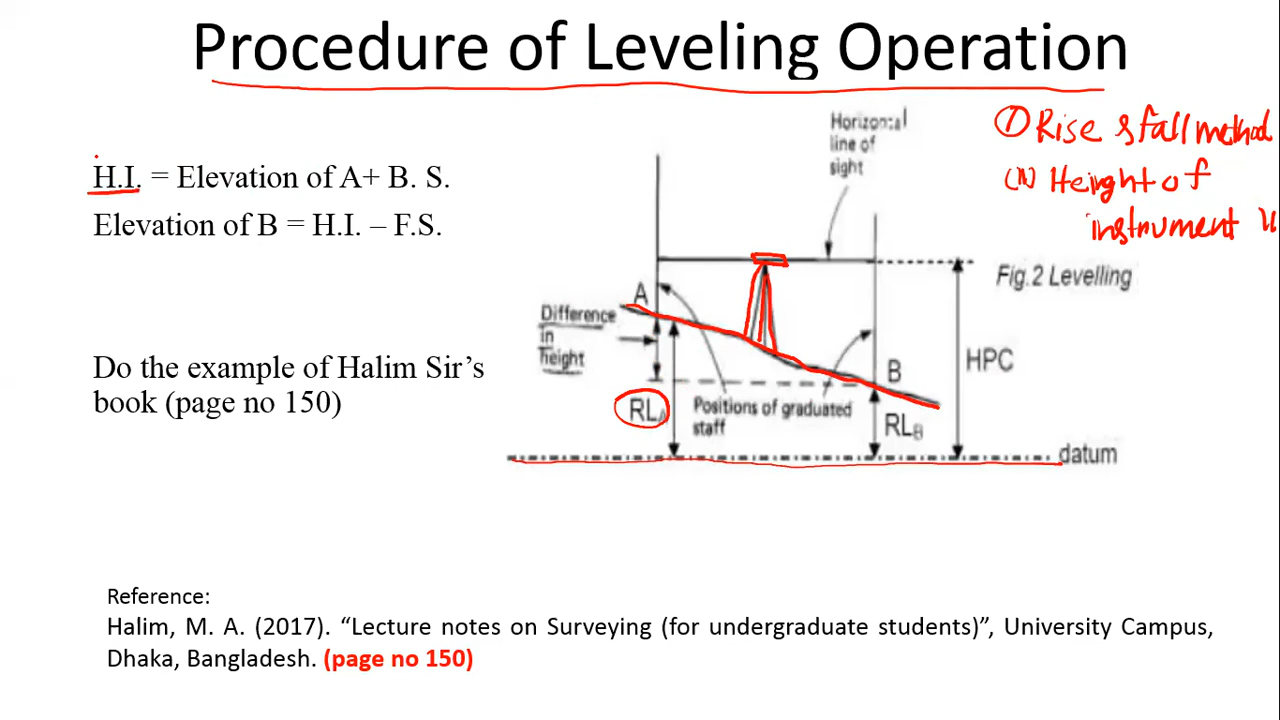 Procedure of Leveling Operation
H.I. = Elevation of A+ B. S.
Elevation of B = H.I. – F.S.
Do the example of Halim Sir’s
book (page no 150)
Horizontal
line of
sight
A
Difference
in
height
RLA
Positions of graduated
staff
B
RLB
HPC
datum
Fig.2 Levelling
① Rise & fall method
Height of
instrument
Reference:
Halim, M. A. (2017). “Lecture notes on Surveying (for undergraduate students)”, University Campus,
Dhaka, Bangladesh. (page no 150)